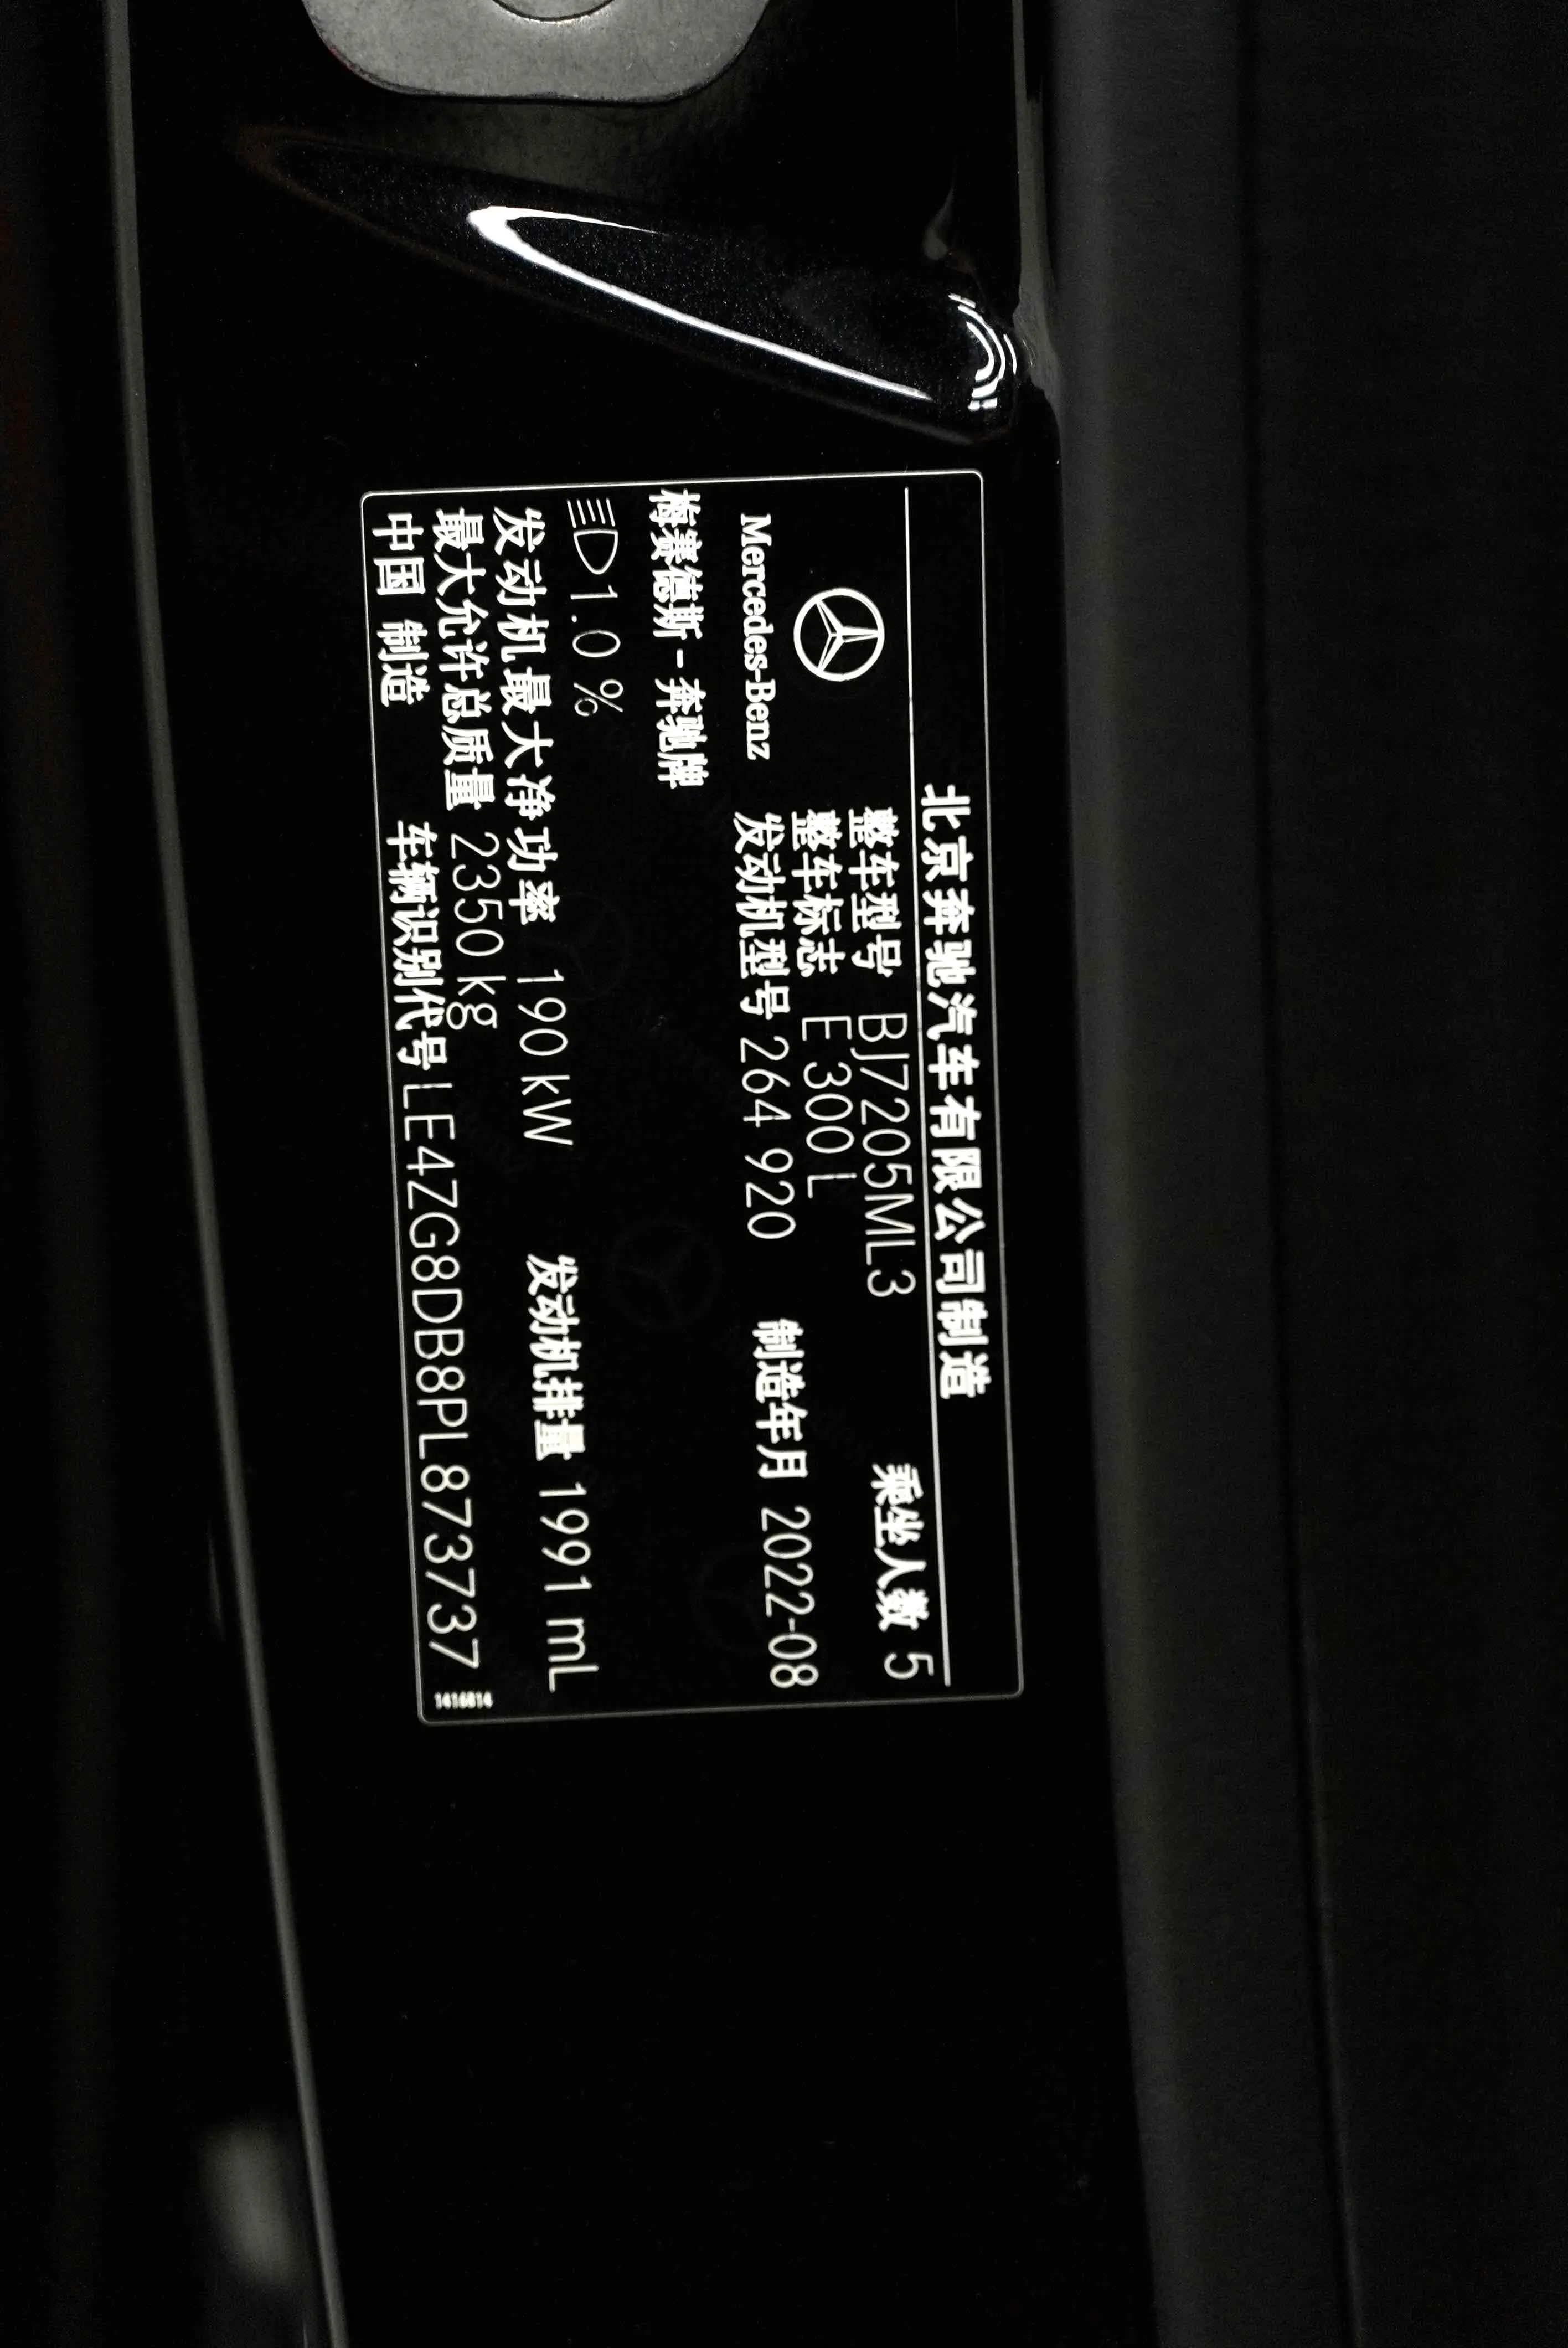 北京奔驰汽车有限公司制造
Mercedes-Benz
整车型号 BJ7205ML3 乘坐人数 5
整车标志 E 300 L
发动机型号 264 920 制造年月 2022-08
梅赛德斯-奔驰牌
1.0 %
发动机最大净功率 190 kW 发动机排量 1991 mL
最大允许总质量 2350 kg
中国 制造 车辆识别代号 LE4ZG8DB8PL873737
1416814